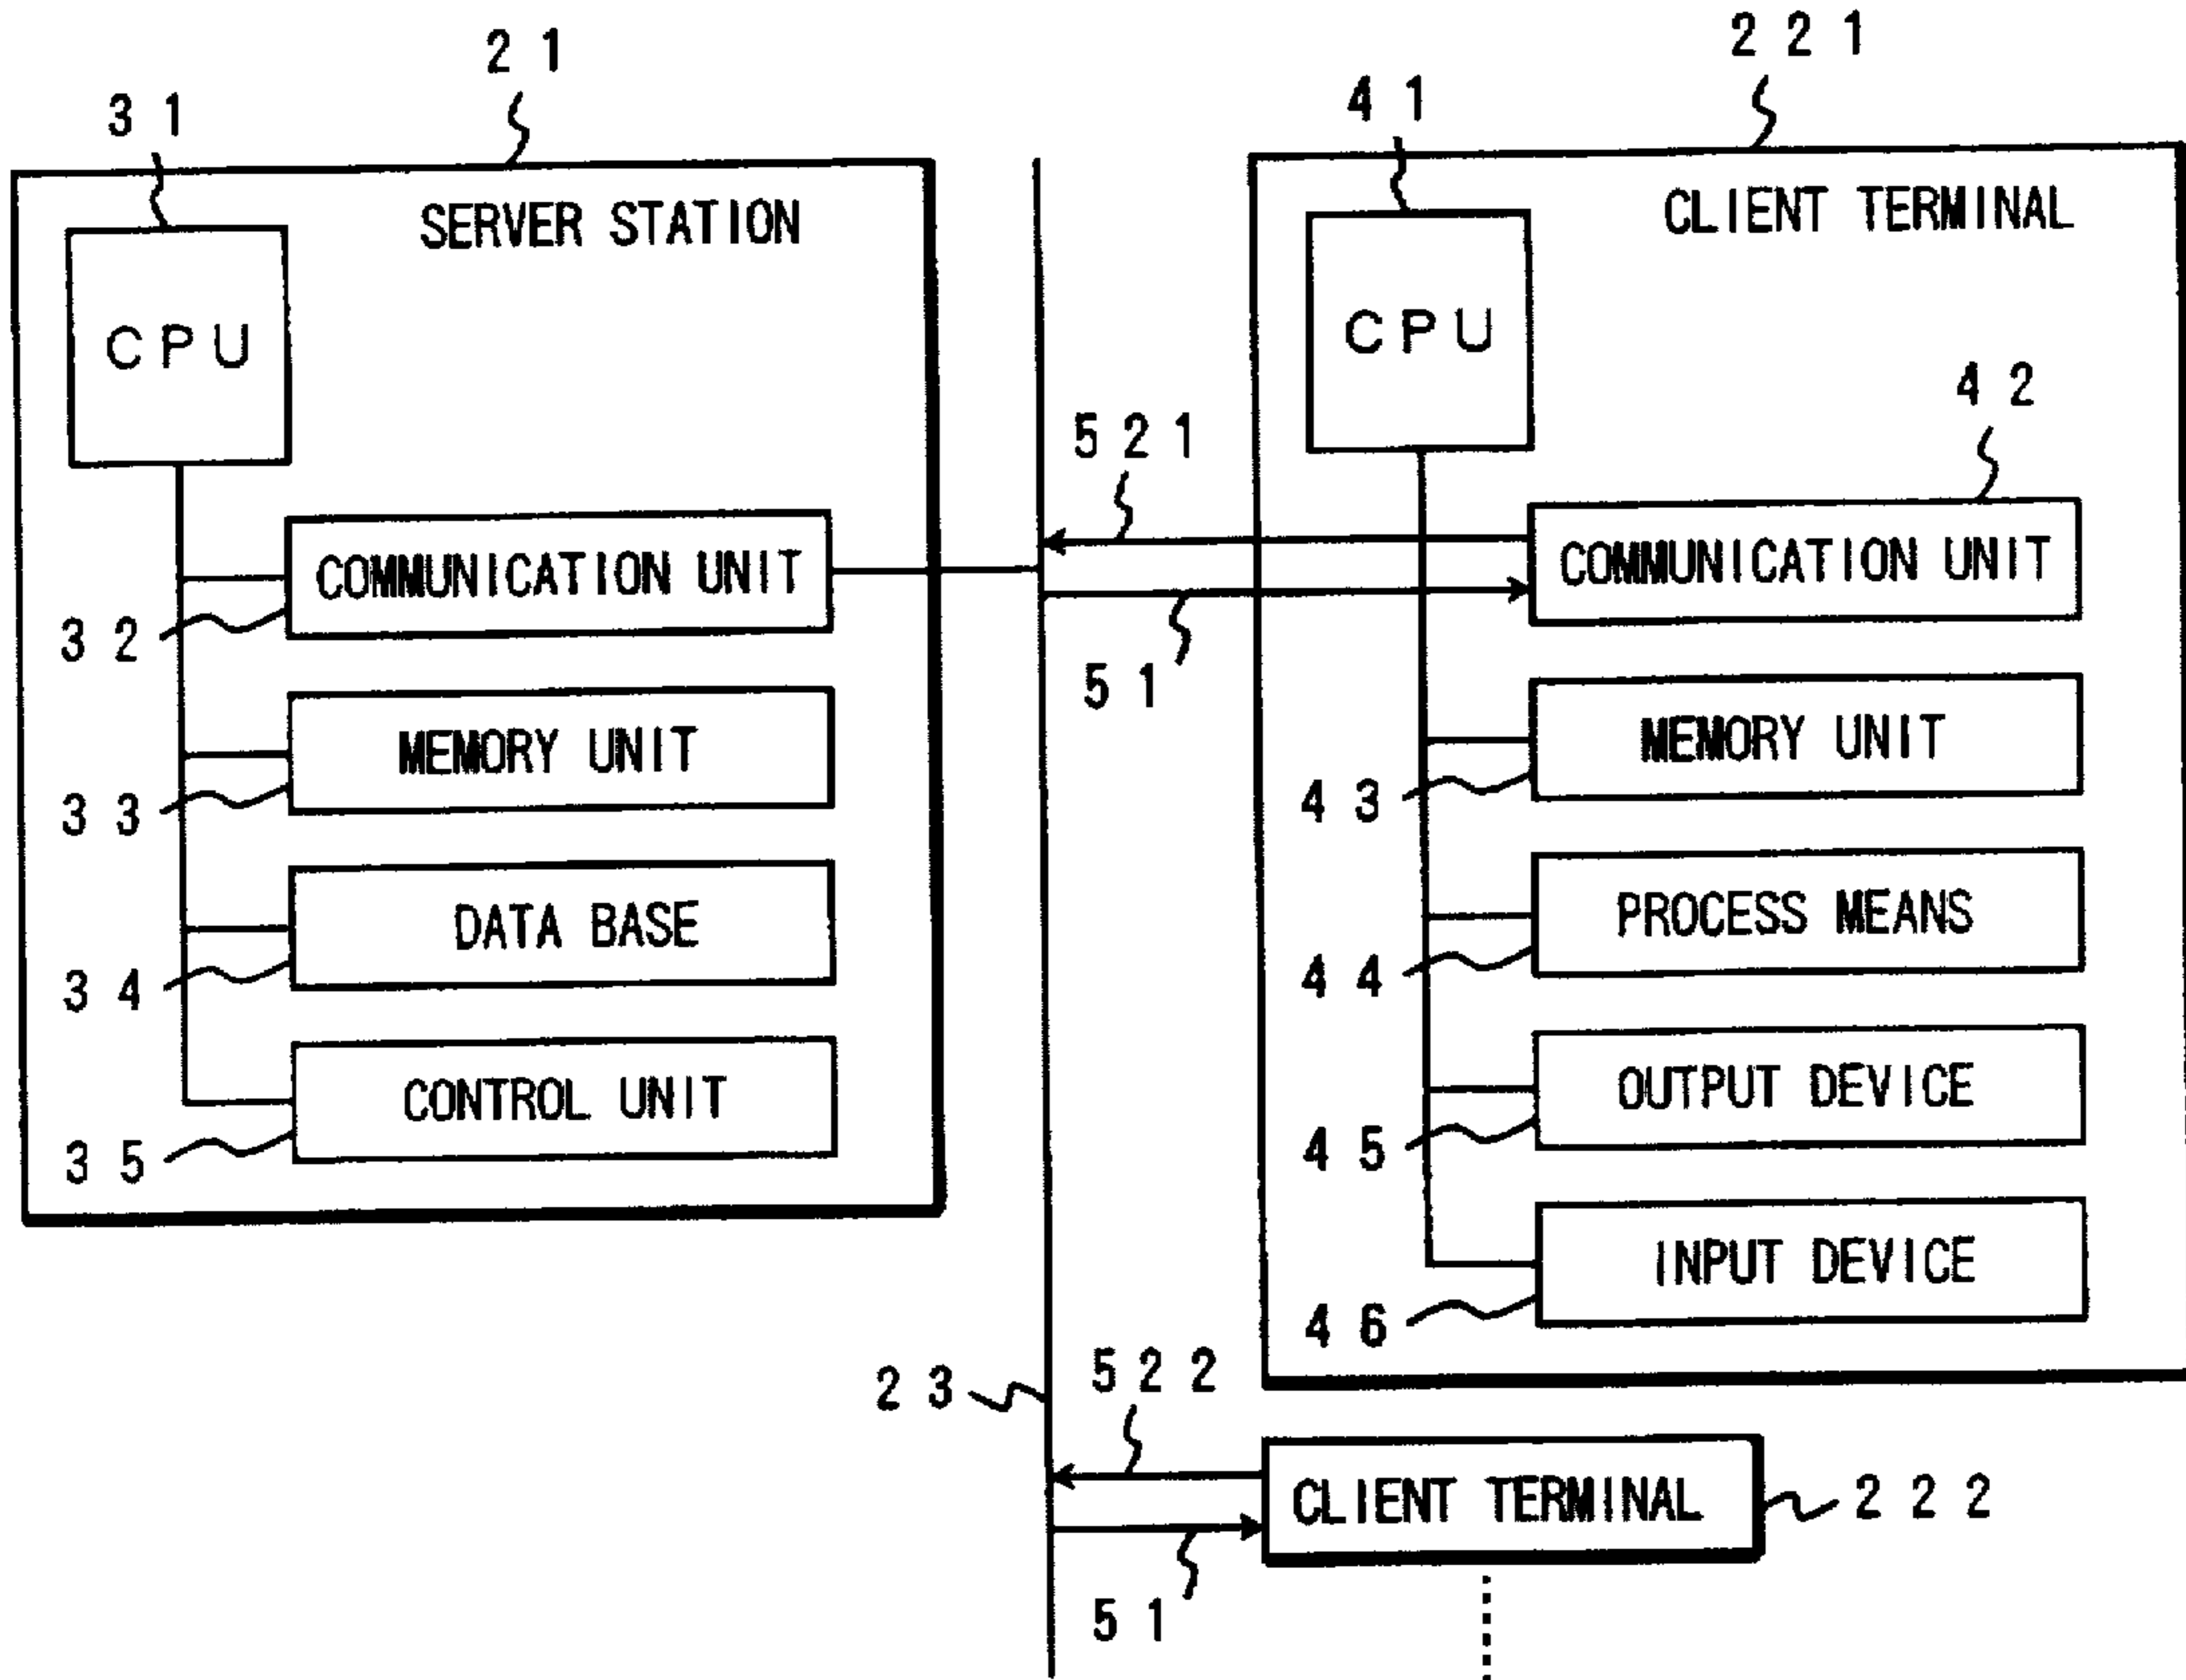 21
31
SERVER STATION
CPU
COMMUNICATION UNIT
32
MEMORY UNIT
33
DATA BASE
34
CONTROL UNIT
35
221
41
CLIENT TERMINAL
CPU
42
521
COMMUNICATION UNIT
51
MEMORY UNIT
43
PROCESS MEANS
44
OUTPUT DEVICE
45
INPUT DEVICE
46
23
522
CLIENT TERMINAL
222
51